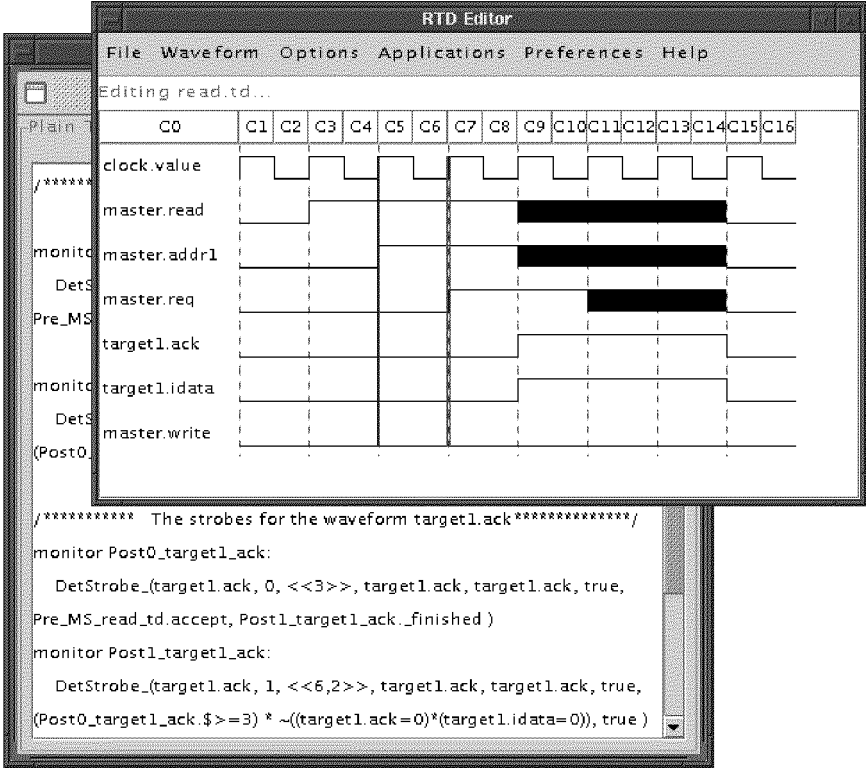 RTD Editor
File Waveform Options Applications Preferences Help
Editing read.td...
Plain
C0 C1 C2 C3 C4 C5 C6 C7 C8 C9 C10 C11 C12 C13 C14 C15 C16
clock.value
master.read
master.addr1
master.req
target1.ack
target1.idata
master.write
/******
monito
DetS
Pre_MS
monito
DetS
(Post0_
/*********** The strobes for the waveform target1.ack **************/
monitor Post0_target1_ack:
DetStrobe_(target1.ack, 0, <<3>>, target1.ack, target1.ack, true,
Pre_MS_read_td.accept, Post1_target1_ack._finished )
monitor Post1_target1_ack:
DetStrobe_(target1.ack, 1, <<6,2>>, target1.ack, target1.ack, true,
(Post0_target1_ack.$>=3) * ~((target1.ack=0)*(target1.idata=0)), true )